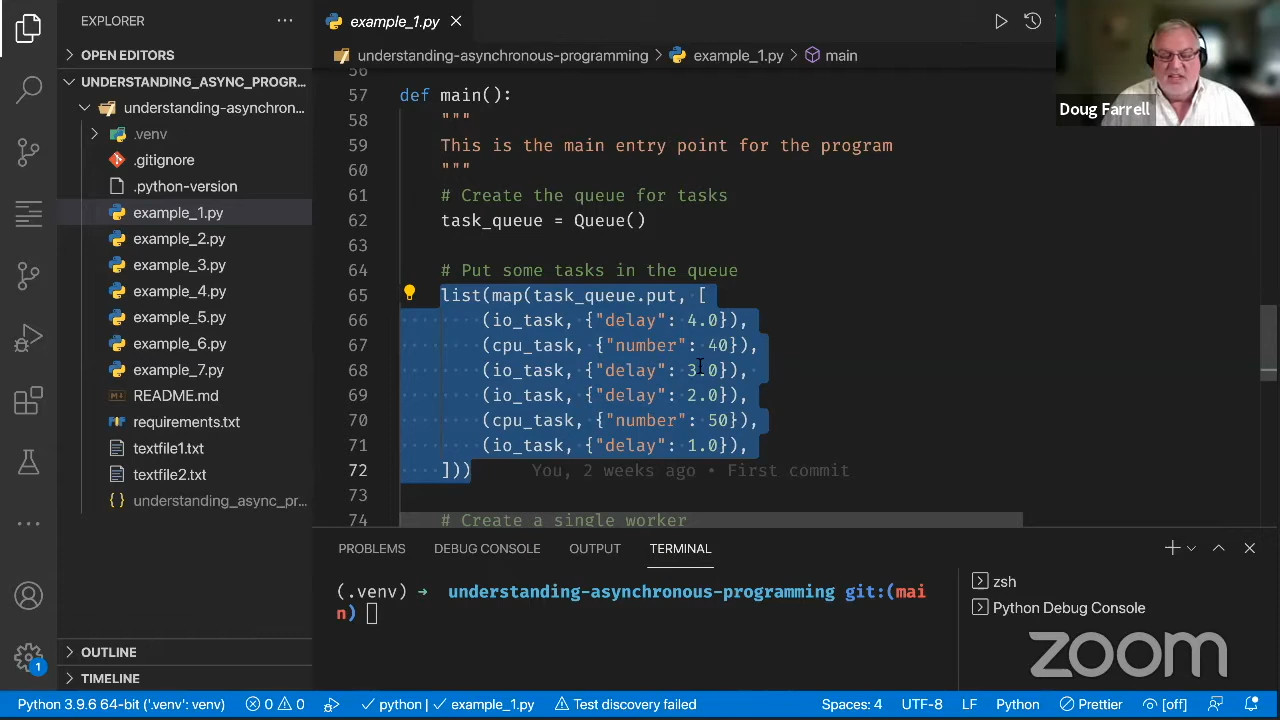 EXPLORER
OPEN EDITORS
UNDERSTANDING_ASYNC_PROGR...
understanding-asynchron...
.venv
.gitignore
.python-version
example_1.py
example_2.py
example_3.py
example_4.py
example_5.py
example_6.py
example_7.py
README.md
requirements.txt
textfile1.txt
textfile2.txt
understanding_async_pr...
OUTLINE
TIMELINE
1
example_1.py
understanding-asynchronous-programming > example_1.py > main
56
57 def main():
58 """
59 This is the main entry point for the program
60 """
61 # Create the queue for tasks
62 task_queue = Queue()
63
64 # Put some tasks in the queue
65 list(map(task_queue.put, [
66 (io_task, {"delay": 4.0}),
67 (cpu_task, {"number": 40}),
68 (io_task, {"delay": 3.0}),
69 (io_task, {"delay": 2.0}),
70 (cpu_task, {"number": 50}),
71 (io_task, {"delay": 1.0}),
72 ])) You, 2 weeks ago • First commit
73
74 # Create a single worker
Doug Farrell
PROBLEMS DEBUG CONSOLE OUTPUT TERMINAL
(.venv) → understanding-asynchronous-programming git:(mai
n)
zsh
Python Debug Console
zoom
Python 3.9.6 64-bit ('.venv': venv) 0 0 python | example_1.py Test discovery failed Spaces: 4 UTF-8 LF Python Prettier [off]